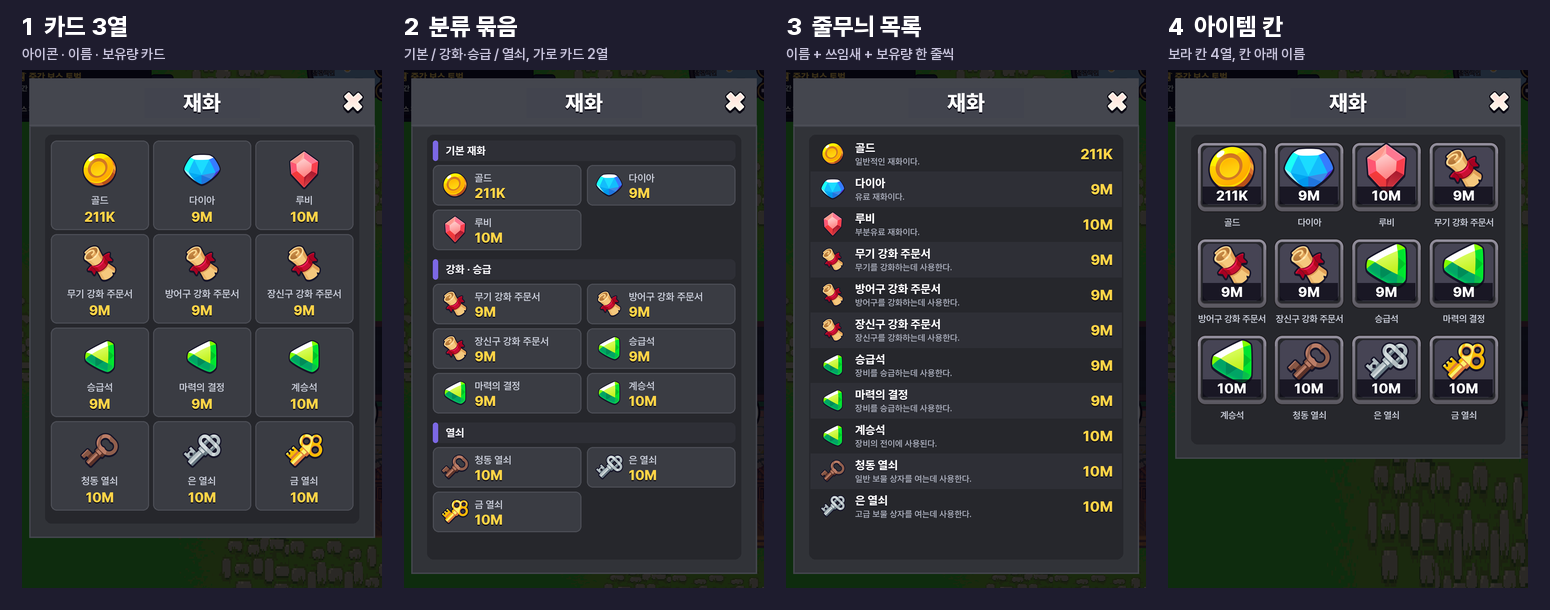 1 카드 3열
아이콘 · 이름 · 보유량 카드
재화
골드
211K
다이아
9M
루비
10M
무기 강화 주문서
9M
방어구 강화 주문서
9M
장신구 강화 주문서
9M
승급석
9M
마력의 결정
9M
계승석
10M
청동 열쇠
10M
은 열쇠
10M
금 열쇠
10M
2 분류 묶음
기본 / 강화·승급 / 열쇠, 가로 카드 2열
재화
기본 재화
골드
211K
다이아
9M
루비
10M
강화 · 승급
무기 강화 주문서
9M
방어구 강화 주문서
9M
장신구 강화 주문서
9M
승급석
9M
마력의 결정
9M
계승석
10M
열쇠
청동 열쇠
10M
은 열쇠
10M
금 열쇠
10M
3 줄무늬 목록
이름 + 쓰임새 + 보유량 한 줄씩
재화
골드
일반적인 재화이다.
211K
다이아
유료 재화이다.
9M
루비
부분유료 재화이다.
10M
무기 강화 주문서
무기를 강화하는데 사용한다.
9M
방어구 강화 주문서
방어구를 강화하는데 사용한다.
9M
장신구 강화 주문서
장신구를 강화하는데 사용한다.
9M
승급석
장비를 승급하는데 사용한다.
9M
마력의 결정
장비를 승급하는데 사용한다.
9M
계승석
장비의 전이에 사용된다.
10M
청동 열쇠
일반 보물 상자를 여는데 사용한다.
10M
은 열쇠
고급 보물 상자를 여는데 사용한다.
10M
4 아이템 칸
보라 칸 4열, 칸 아래 이름
재화
211K
골드
9M
다이아
10M
루비
9M
무기 강화 주문서
9M
방어구 강화 주문서
9M
장신구 강화 주문서
9M
승급석
9M
마력의 결정
10M
계승석
10M
청동 열쇠
10M
은 열쇠
10M
금 열쇠